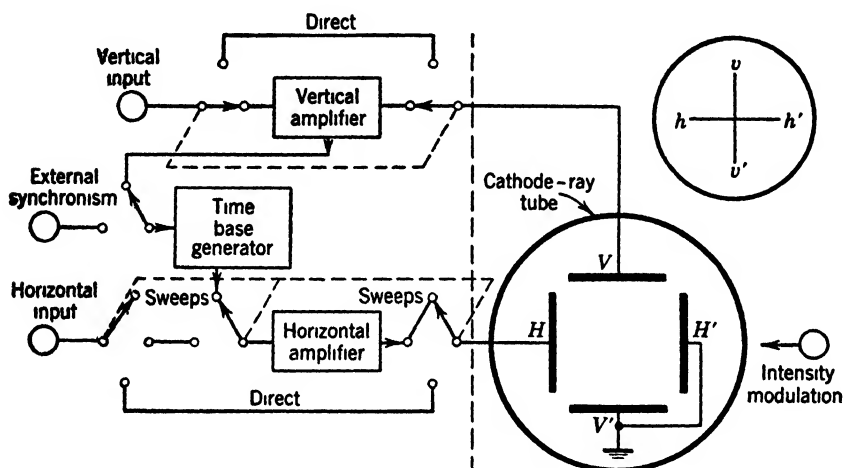 Direct
Vertical
input
Vertical
amplifier
v
h h'
v'
External
synchronism
Cathode-ray
tube
Time
base
generator
V
Horizontal
input
Sweeps
Sweeps
H
H'
Horizontal
amplifier
Intensity
modulation
Direct
V'